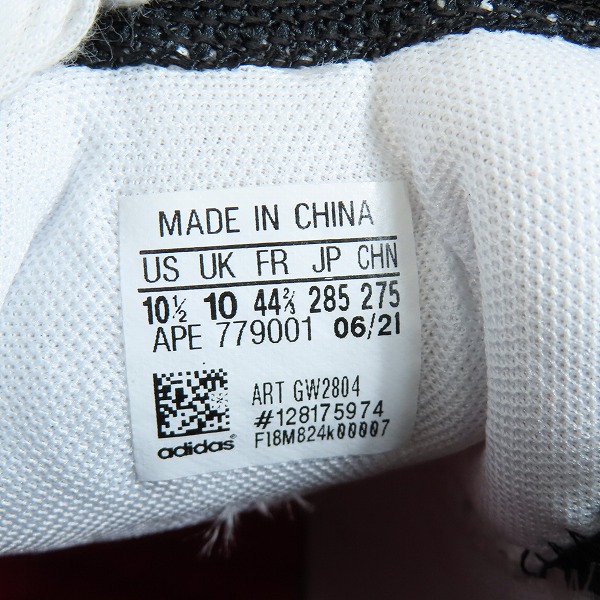 MADE IN CHINA
US UK FR JP CHN
10½ 10 44⅔ 285 275
APE 779001 06/21
ART GW2804
#128175974
F18M824k00007
adidas